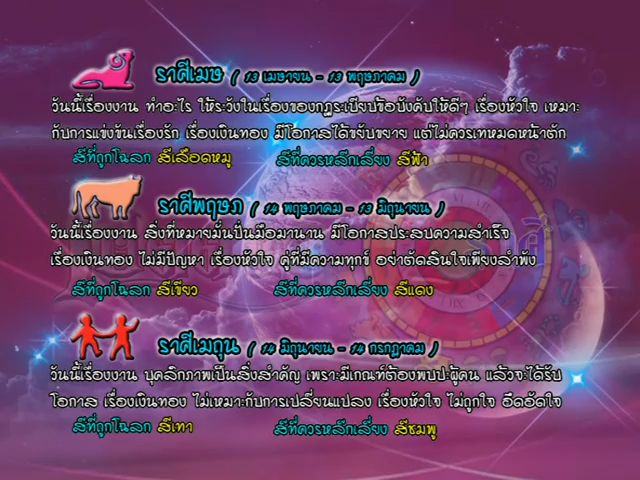 ราศีเมษ ( 13 เมษายน - 13 พฤษภาคม )
วันนี้เรื่องงาน ทำอะไร ให้ระวังในเรื่องของกฎระเบียบข้อบังคับให้ดีๆ เรื่องหัวใจ เหมาะ
กับการแข่งขันเรื่องรัก เรื่องเงินทอง มีโอกาสได้ขยับขยาย แต่ไม่ควรเทหมดหน้าตัก
สีที่ถูกโฉลก สีเลือดหมู สีที่ควรหลีกเลี่ยง สีฟ้า
ราศีพฤษภ ( 14 พฤษภาคม - 13 มิถุนายน )
วันนี้เรื่องงาน สิ่งที่หมายมั่นปั้นมือมานาน มีโอกาสประสบความสำเร็จ
เรื่องเงินทอง ไม่มีปัญหา เรื่องหัวใจ คู่ที่มีความทุกข์ อย่าตัดสินใจเพียงลำพัง
สีที่ถูกโฉลก สีเขียว สีที่ควรหลีกเลี่ยง สีแดง
ราศีเมถุน ( 14 มิถุนายน - 14 กรกฎาคม )
วันนี้เรื่องงาน บุคลิกภาพเป็นสิ่งสำคัญ เพราะมีเกณฑ์ต้องพบปะผู้คน แล้วจะได้รับ
โอกาส เรื่องเงินทอง ไม่เหมาะกับการเปลี่ยนแปลง เรื่องหัวใจ ไม่ถูกใจ อึดอัดใจ
สีที่ถูกโฉลก สีเทา สีที่ควรหลีกเลี่ยง สีชมพู